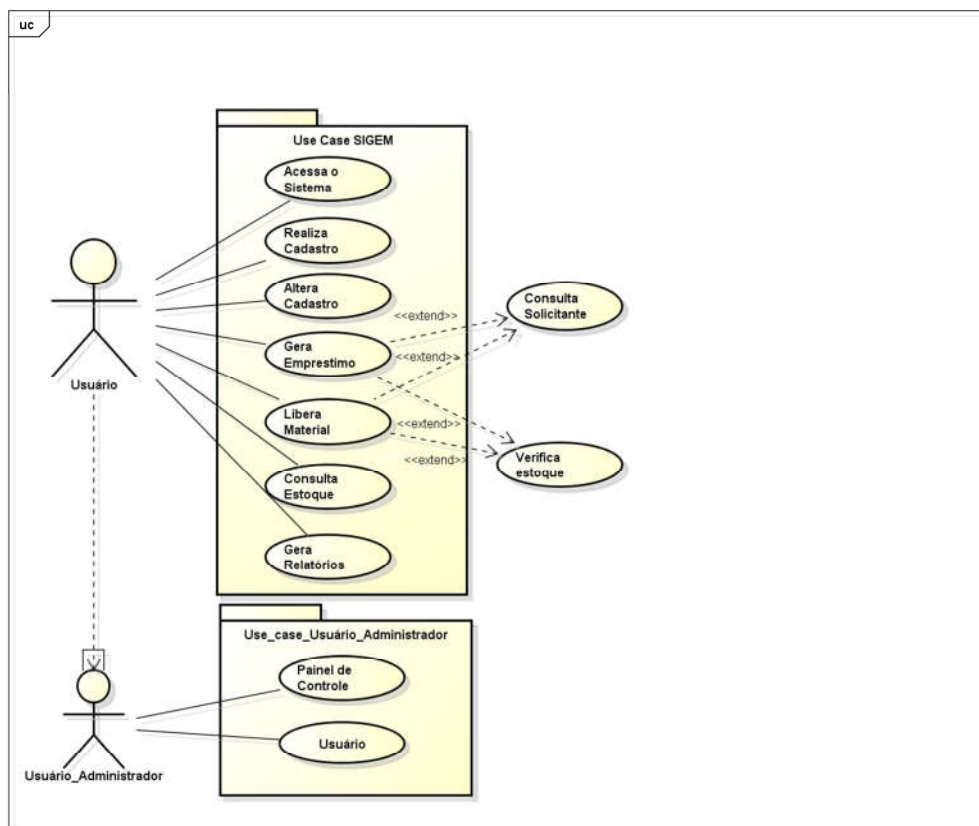 uc
Use Case SIGEM
Acessa o
Sistema
Realiza
Cadastro
Altera
Cadastro
Gera
Emprestimo
Libera
Material
Consulta
Estoque
Gera
Relatórios
<<extend>>
<<extend>>
<<extend>>
<<extend>>
Consulta
Solicitante
Verifica
estoque
Usuário
Use_case_Usuário_Administrador
Painel de
Controle
Usuário
Usuário_Administrador